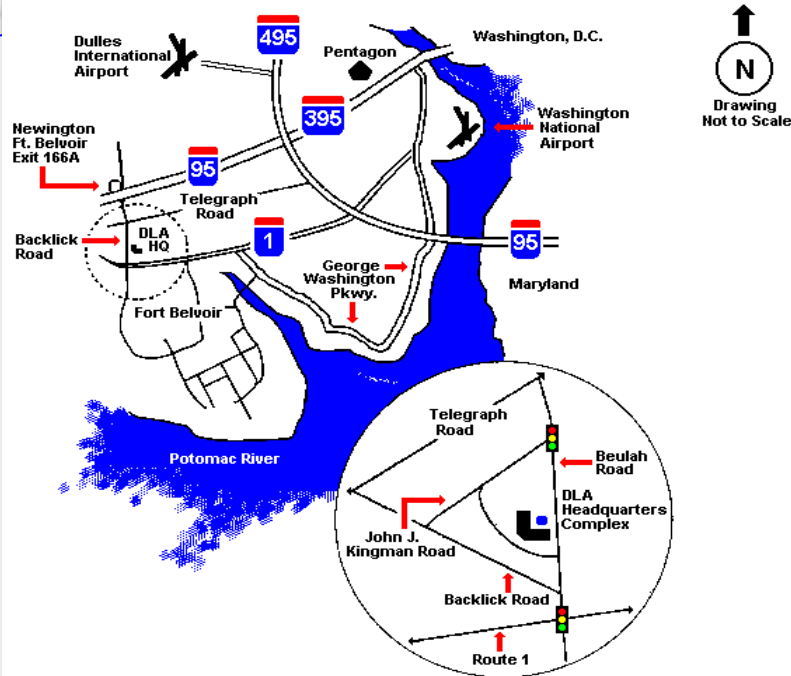 495
Dulles
International
Airport
Pentagon
Washington, D.C.
N
Drawing
Not to Scale
395
Washington
National
Airport
Newington
Ft. Belvoir
Exit 166A
95
Telegraph
Road
Backlick
Road
DLA
HQ
1
95
George
Washington
Pkwy.
Maryland
Fort Belvoir
Potomac River
Telegraph
Road
Beulah
Road
DLA
Headquarters
Complex
John J.
Kingman Road
Backlick Road
Route 1